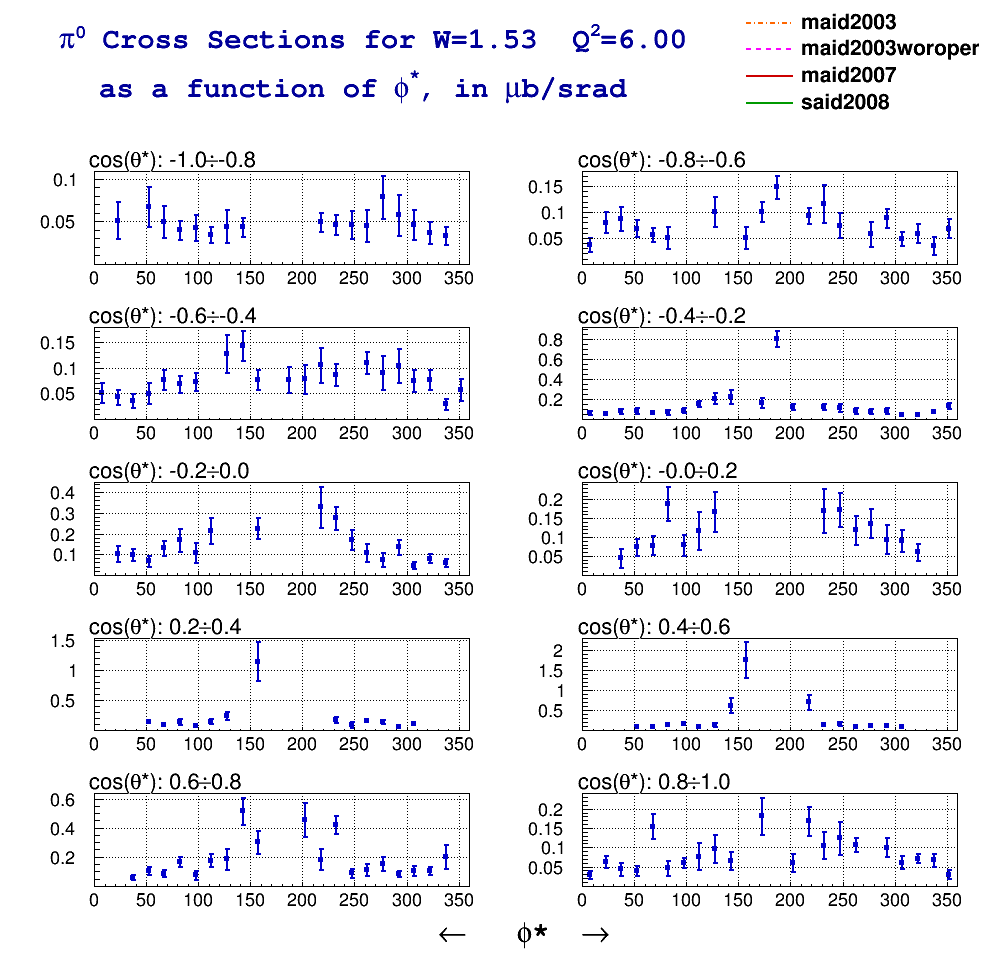 π⁰ Cross Sections for W=1.53 Q²=6.00
as a function of ϕ*, in μb/srad
maid2003
maid2003woroper
maid2007
said2008
cos(θ*): -1.0÷-0.8
0.1
0.05
0 50 100 150 200 250 300 350
cos(θ*): -0.8÷-0.6
0.15
0.1
0.05
0 50 100 150 200 250 300 350
cos(θ*): -0.6÷-0.4
0.15
0.1
0.05
0 50 100 150 200 250 300 350
cos(θ*): -0.4÷-0.2
0.8
0.6
0.4
0.2
0 50 100 150 200 250 300 350
cos(θ*): -0.2÷0.0
0.4
0.3
0.2
0.1
0 50 100 150 200 250 300 350
cos(θ*): -0.0÷0.2
0.2
0.15
0.1
0.05
0 50 100 150 200 250 300 350
cos(θ*): 0.2÷0.4
1.5
1
0.5
0 50 100 150 200 250 300 350
cos(θ*): 0.4÷0.6
2
1.5
1
0.5
0 50 100 150 200 250 300 350
cos(θ*): 0.6÷0.8
0.6
0.4
0.2
0 50 100 150 200 250 300 350
cos(θ*): 0.8÷1.0
0.2
0.15
0.1
0.05
0 50 100 150 200 250 300 350
← ϕ* →